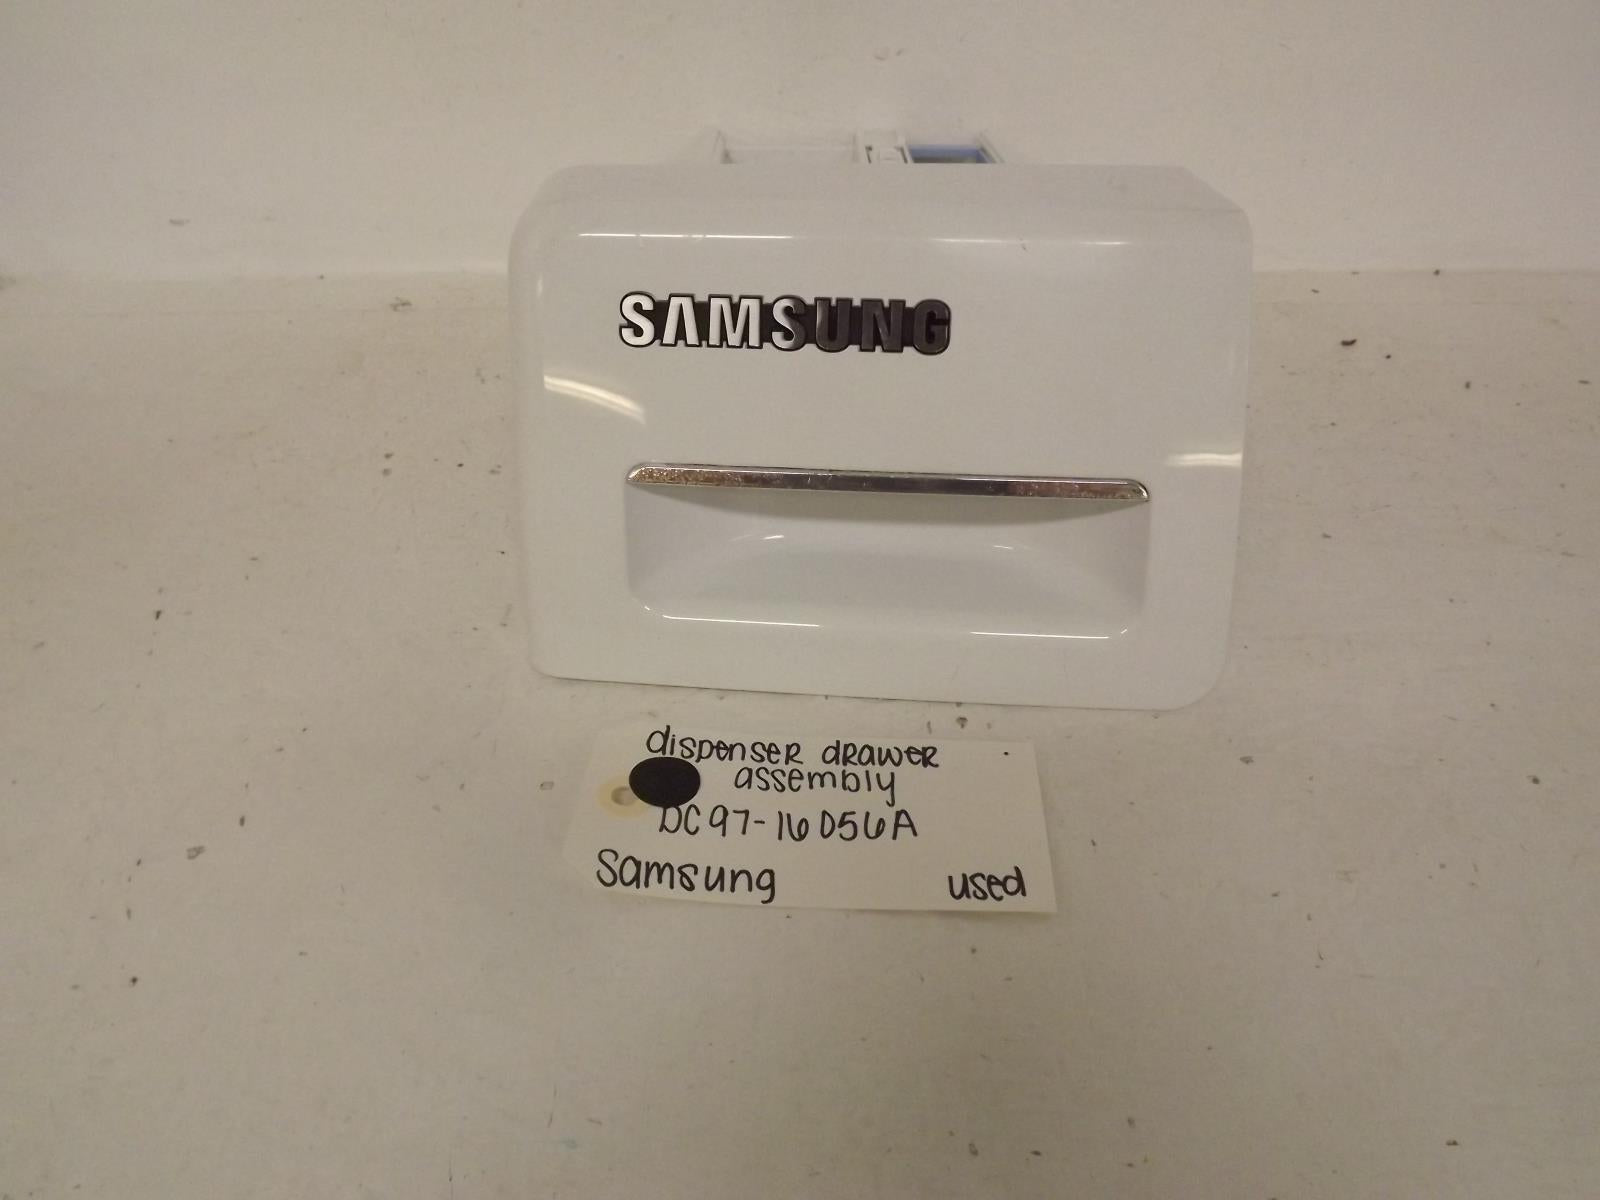 SAMSUNG
dispenser drawer
assembly
DC97-16056A
Samsung used